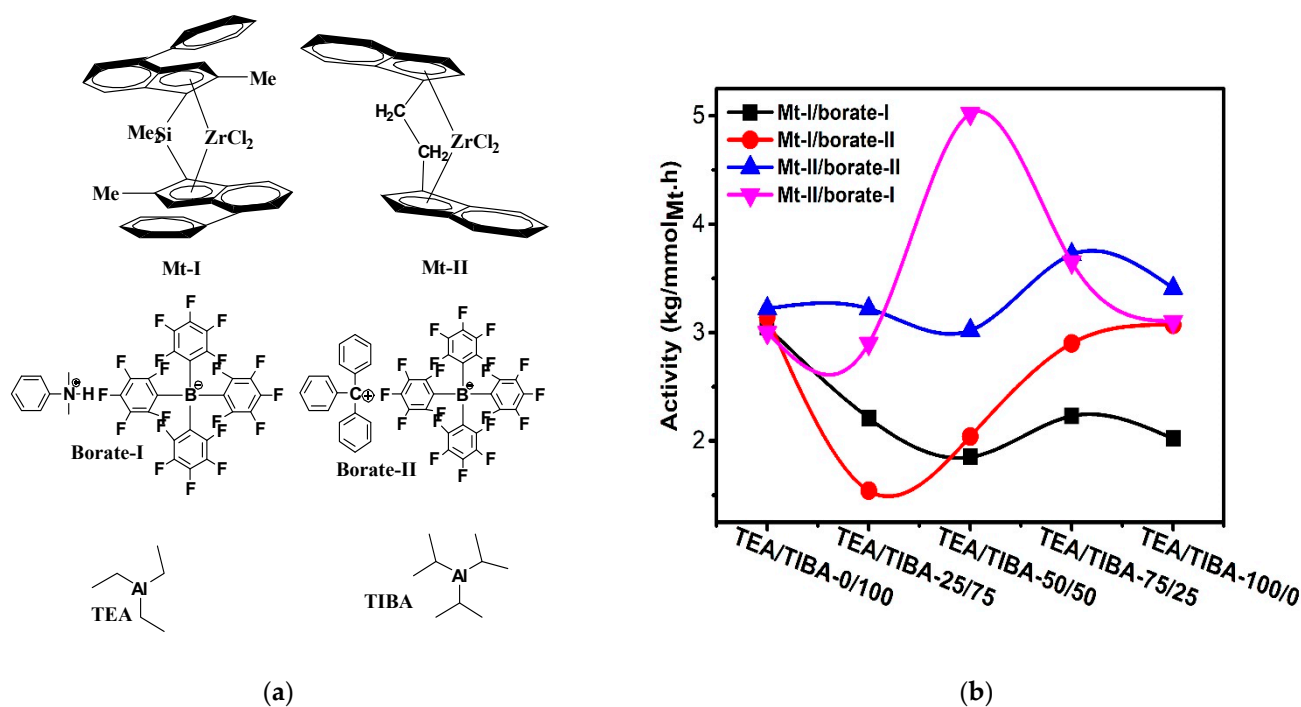 Me
Me₂Si
ZrCl₂
Me
Mt-I
H₂C
CH₂
ZrCl₂
Mt-II
F F F F F
F F F F F
N-H
B
F F F F F
F F F F F
Borate-I
F F F F F
F F F F F
C
B
F F F F F
F F F F F
Borate-II
Al
TEA
Al
TIBA
(a)
Activity (kg/mmolMt·h)
5
4
3
2
Mt-I/borate-I
Mt-I/borate-II
Mt-II/borate-II
Mt-II/borate-I
TEA/TIBA-0/100
TEA/TIBA-25/75
TEA/TIBA-50/50
TEA/TIBA-75/25
TEA/TIBA-100/0
(b)